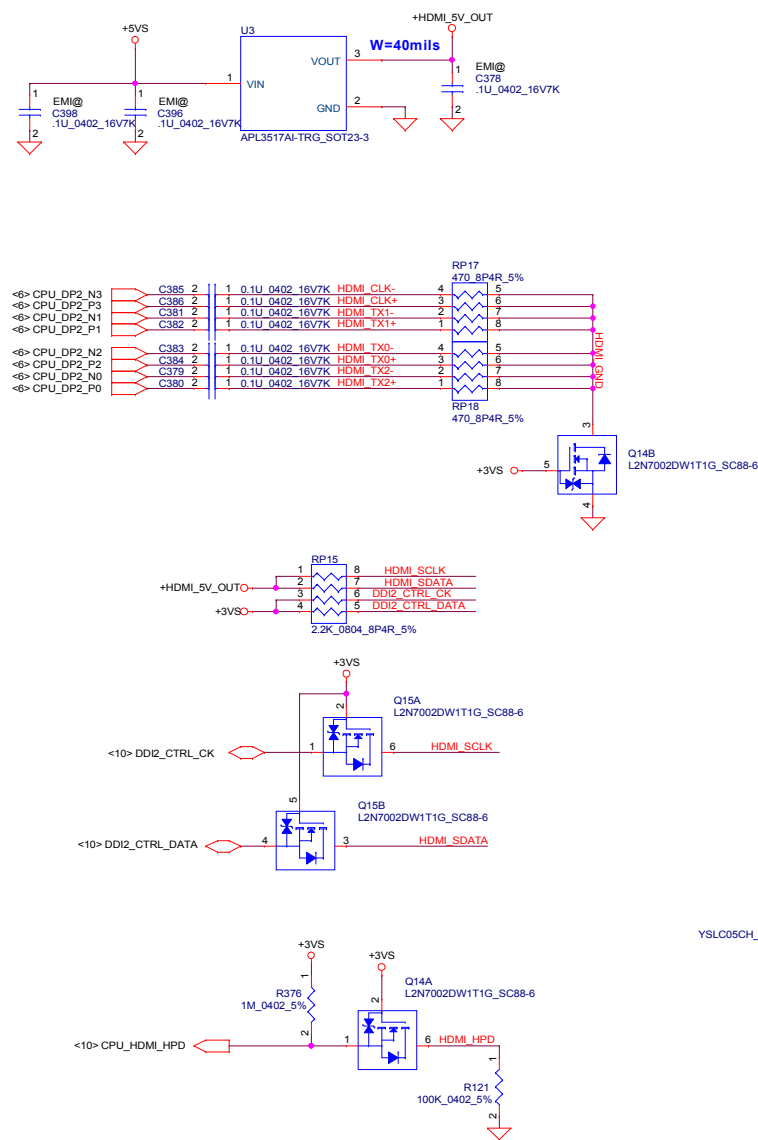 +5VS
U3
+HDMI_5V_OUT
W=40mils
VOUT
3
1
VIN
GND
2
APL3517AI-TRG_SOT23-3
1
EMI@
C398
.1U_0402_16V7K
2
1
EMI@
C396
.1U_0402_16V7K
2
1
EMI@
C378
.1U_0402_16V7K
2
RP17
470_8P4R_5%
<6> CPU_DP2_N3 C385 2 1 0.1U_0402_16V7K HDMI_CLK- 4 5
<6> CPU_DP2_P3 C386 2 1 0.1U_0402_16V7K HDMI_CLK+ 3 6
<6> CPU_DP2_N1 C381 2 1 0.1U_0402_16V7K HDMI_TX1- 2 7
<6> CPU_DP2_P1 C382 2 1 0.1U_0402_16V7K HDMI_TX1+ 1 8
<6> CPU_DP2_N2 C383 2 1 0.1U_0402_16V7K HDMI_TX0- 4 5
<6> CPU_DP2_P2 C384 2 1 0.1U_0402_16V7K HDMI_TX0+ 3 6
<6> CPU_DP2_N0 C379 2 1 0.1U_0402_16V7K HDMI_TX2- 2 7
<6> CPU_DP2_P0 C380 2 1 0.1U_0402_16V7K HDMI_TX2+ 1 8
HDMI_GND
RP18
470_8P4R_5%
3
Q14B
L2N7002DW1T1G_SC88-6
+3VS
5
4
RP15
1 8 HDMI_SCLK
+HDMI_5V_OUT 2 7 HDMI_SDATA
3 6 DDI2_CTRL_CK
+3VS 4 5 DDI2_CTRL_DATA
2.2K_0804_8P4R_5%
+3VS
2
Q15A
L2N7002DW1T1G_SC88-6
<10> DDI2_CTRL_CK 1 6 HDMI_SCLK
5
Q15B
L2N7002DW1T1G_SC88-6
<10> DDI2_CTRL_DATA 4 3 HDMI_SDATA
YSLC05CH_
+3VS
+3VS
1
R376
1M_0402_5%
2
2
Q14A
L2N7002DW1T1G_SC88-6
<10> CPU_HDMI_HPD 1 6 HDMI_HPD
1
R121
100K_0402_5%
2